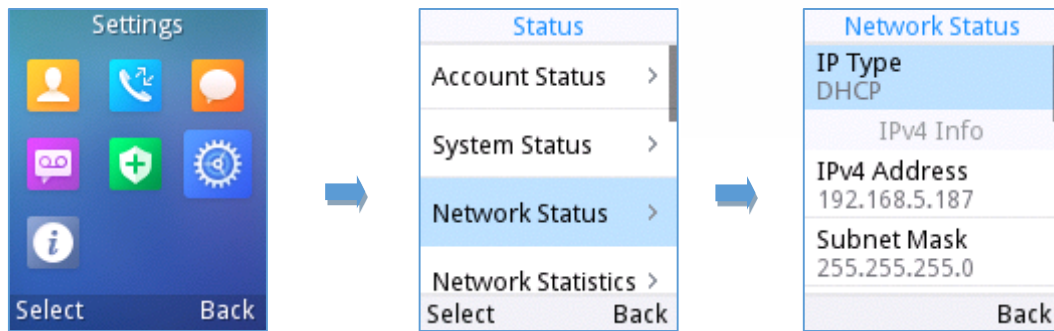 Settings
Select Back
Status
Account Status
System Status
Network Status
Network Statistics
Select Back
Network Status
IP Type
DHCP
IPv4 Info
IPv4 Address
192.168.5.187
Subnet Mask
255.255.255.0
Back